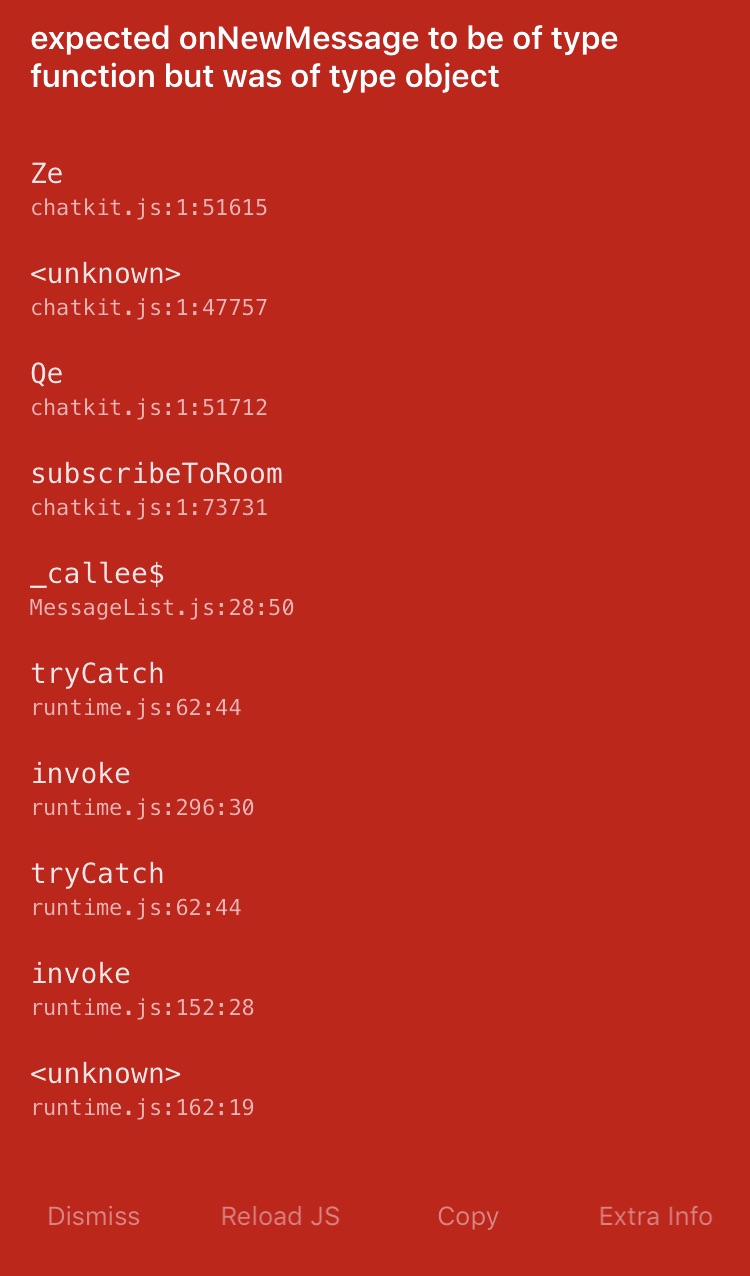 expected onNewMessage to be of type
function but was of type object
Ze
chatkit.js:1:51615
<unknown>
chatkit.js:1:47757
Qe
chatkit.js:1:51712
subscribeToRoom
chatkit.js:1:73731
_callee$
MessageList.js:28:50
tryCatch
runtime.js:62:44
invoke
runtime.js:296:30
tryCatch
runtime.js:62:44
invoke
runtime.js:152:28
<unknown>
runtime.js:162:19
Dismiss Reload JS Copy Extra Info